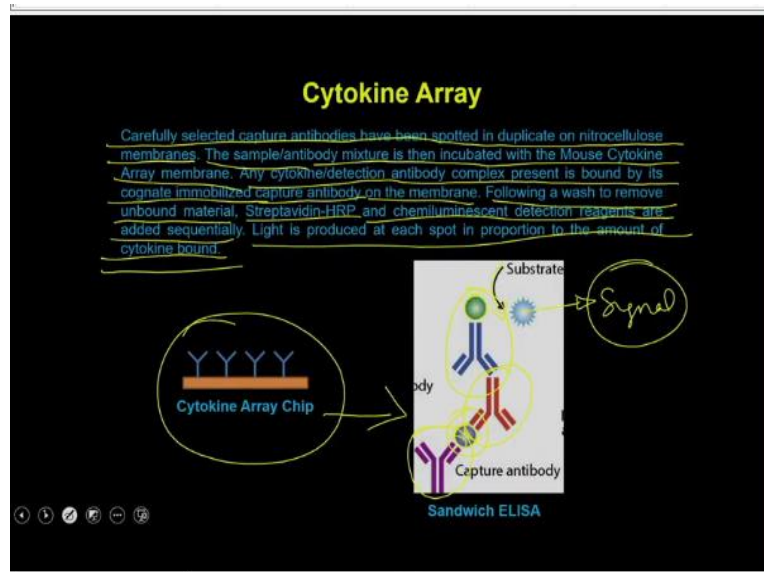 Cytokine Array
Carefully selected capture antibodies have been spotted in duplicate on nitrocellulose
membranes. The sample/antibody mixture is then incubated with the Mouse Cytokine
Array membrane. Any cytokine/detection antibody complex present is bound by its
cognate immobilized capture antibody on the membrane. Following a wash to remove
unbound material, Streptavidin-HRP and chemiluminescent detection reagents are
added sequentially. Light is produced at each spot in proportion to the amount of
cytokine bound.
Substrate
Signal
ody
Cytokine Array Chip
Capture antibody
Sandwich ELISA